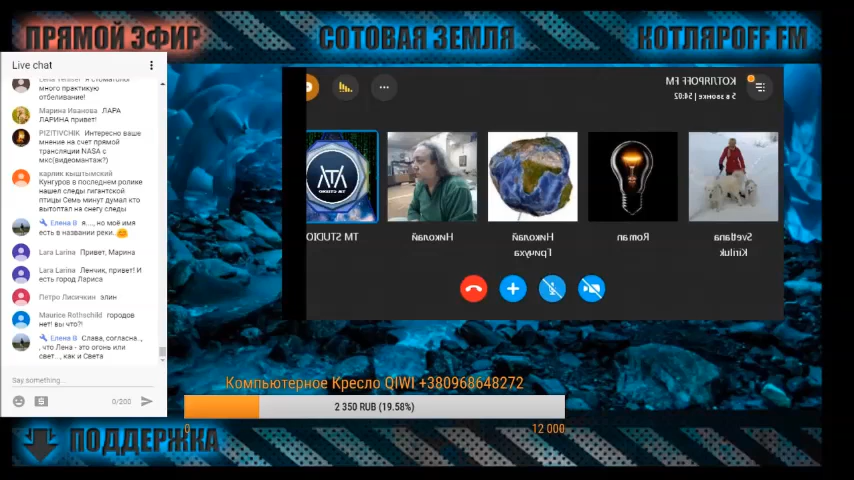 ПРЯМОЙ ЭФИР
СОТОВАЯ ЗЕМЛЯ
КОТЛЯРОFF FM
Live chat
много практикую
отбеливание!
Марина Иванова ЛАРА
ЛАРИНА привет!
PIZITIVCHIK Интересно ваше
мнение на счет прямой
трансляции NASA с
мкс(видеомантаж?)
карлик кыштымский
Кунгуров в последнем ролике
нашел следы гигантской
птицы Семь минут думал кто
вытоптал на снегу следы
Елена В я...., но моё имя
есть в названии реки..
Lara Larina Привет, Марина
Lara Larina Ленчик, привет! И
есть город Лариса
Петро Лисичкин элин
Maurice Rothschild городов
нет! вы что?!
Елена В Слава, согласна..,
, что Лена - это огонь или
свет..., как и Света
Say something...
0/200
КОТЛЯРОFF FM
5 в звонке | 54:02
TM STUDIO
Николай
Николай
Гричуха
Roman
Svetlana
Kiriluk
Компьютерное Кресло QIWI +380968648272
2 350 RUB (19.58%)
0
12 000
ПОДДЕРЖКА